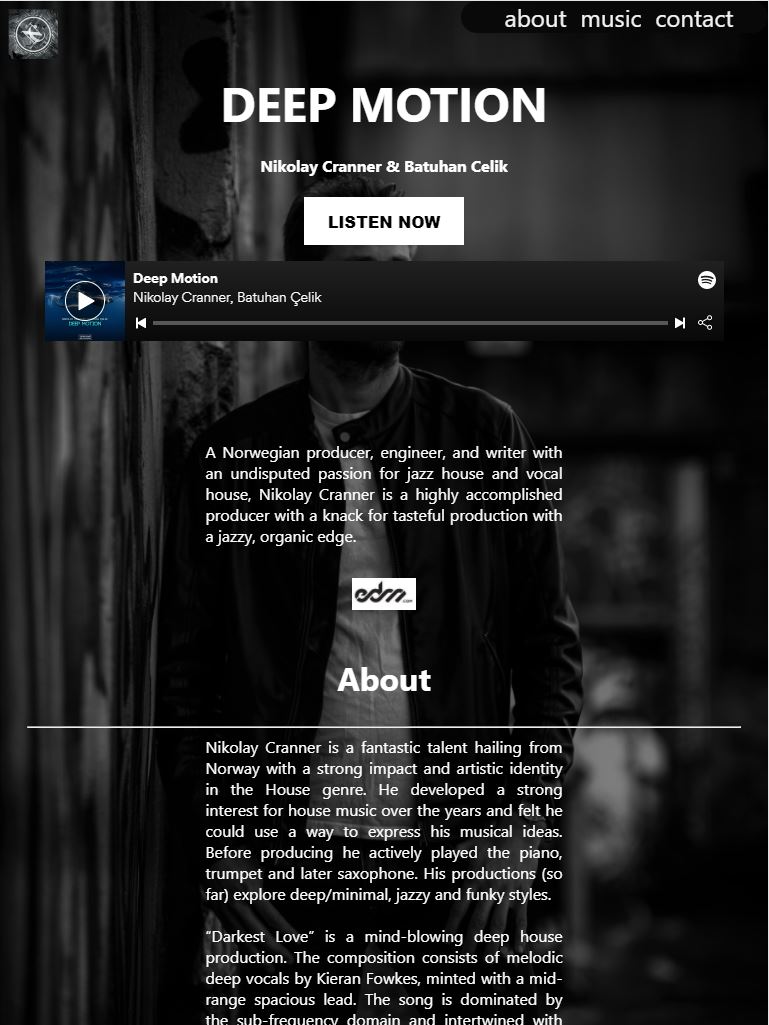 about music contact
DEEP MOTION
Nikolay Cranner & Batuhan Celik
LISTEN NOW
Deep Motion
Nikolay Cranner, Batuhan Çelik
DEEP MOTION
A Norwegian producer, engineer, and writer with
an undisputed passion for jazz house and vocal
house, Nikolay Cranner is a highly accomplished
producer with a knack for tasteful production with
a jazzy, organic edge.
edm.com
About
Nikolay Cranner is a fantastic talent hailing from
Norway with a strong impact and artistic identity
in the House genre. He developed a strong
interest for house music over the years and felt he
could use a way to express his musical ideas.
Before producing he actively played the piano,
trumpet and later saxophone. His productions (so
far) explore deep/minimal, jazzy and funky styles.
“Darkest Love” is a mind-blowing deep house
production. The composition consists of melodic
deep vocals by Kieran Fowkes, minted with a mid-
range spacious lead. The song is dominated by
the sub-frequency domain and intertwined with